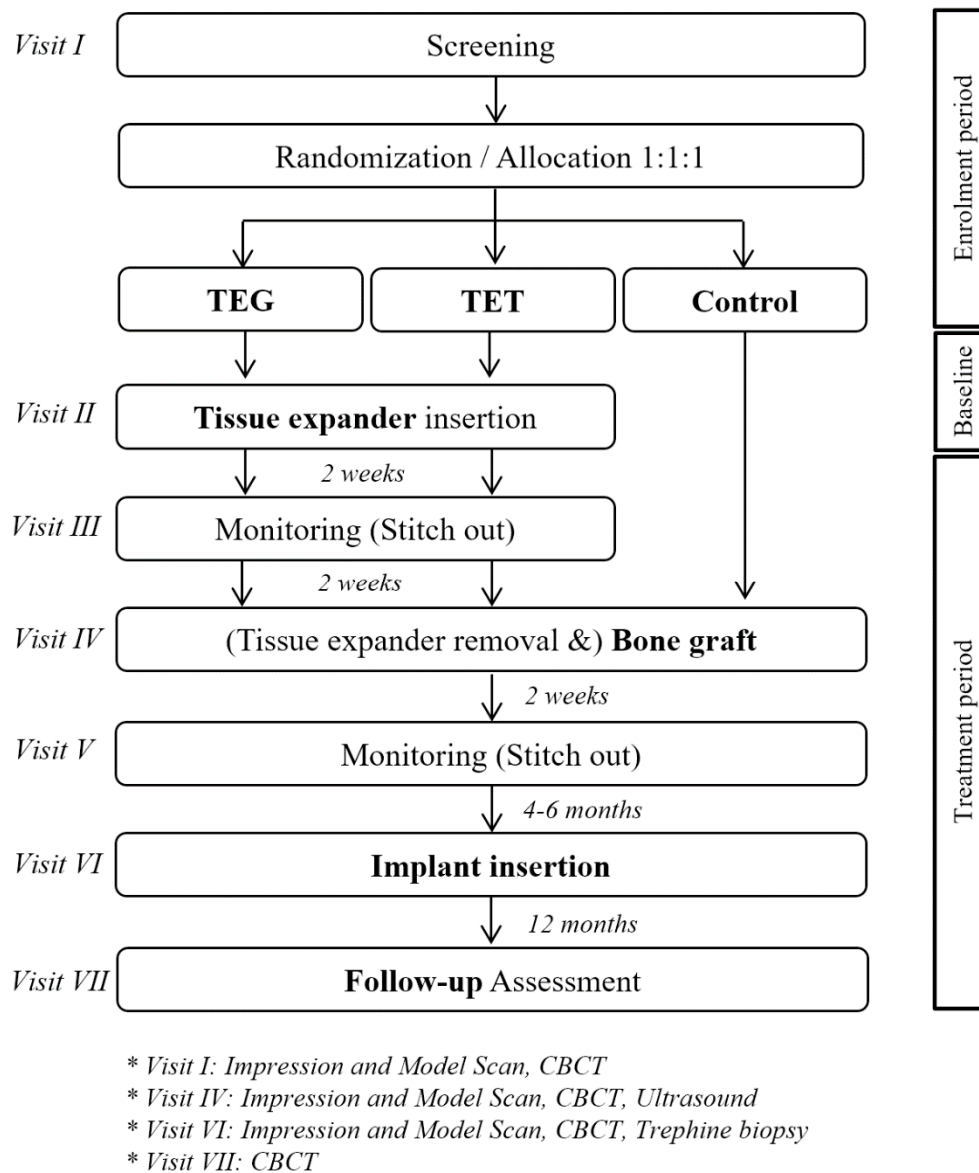 Visit I
Screening
Enrolment period
Randomization / Allocation 1:1:1
TEG
TET
Control
Baseline
Visit II
Tissue expander insertion
2 weeks
Visit III
Monitoring (Stitch out)
2 weeks
Treatment period
Visit IV
(Tissue expander removal &) Bone graft
2 weeks
Visit V
Monitoring (Stitch out)
4-6 months
Visit VI
Implant insertion
12 months
Visit VII
Follow-up Assessment
* Visit I: Impression and Model Scan, CBCT
* Visit IV: Impression and Model Scan, CBCT, Ultrasound
* Visit VI: Impression and Model Scan, CBCT, Trephine biopsy
* Visit VII: CBCT